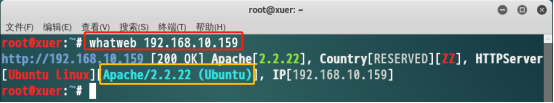 root@xuer: ~
文件(F) 编辑(E) 查看(V) 搜索(S) 终端(T) 帮助(H)
root@xuer:~# whatweb 192.168.10.159
http://192.168.10.159 [200 OK] Apache[2.2.22], Country[RESERVED][ZZ], HTTPServer
[Ubuntu Linux][Apache/2.2.22 (Ubuntu)], IP[192.168.10.159]
root@xuer:~#